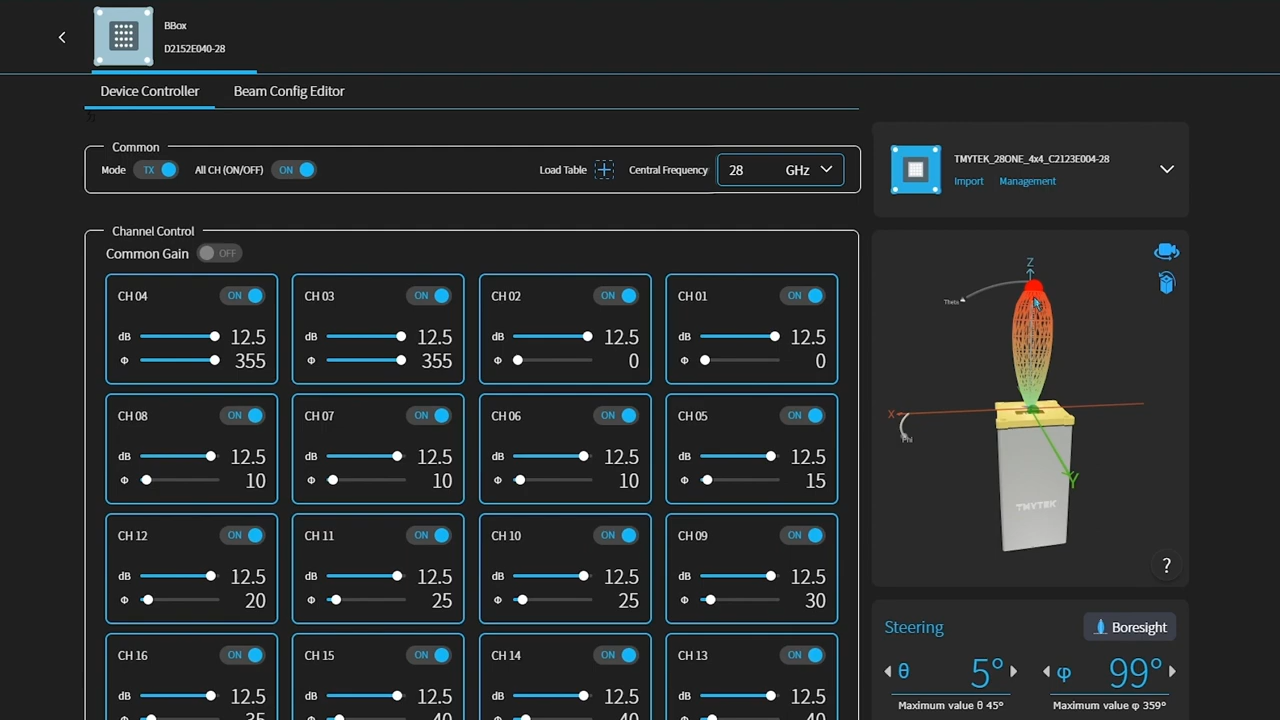 BBox
D2152E040-28
Device Controller
Beam Config Editor
Common
Mode TX All CH (ON/OFF) ON Load Table Central Frequency 28 GHz
TMYTEK_28ONE_4x4_C2123E004-28
Import Management
Channel Control
Common Gain OFF
CH 04 ON CH 03 ON CH 02 ON CH 01 ON
dB 12.5 dB 12.5 dB 12.5 dB 12.5
Φ 355 Φ 355 Φ 0 Φ 0
CH 08 ON CH 07 ON CH 06 ON CH 05 ON
dB 12.5 dB 12.5 dB 12.5 dB 12.5
Φ 10 Φ 10 Φ 10 Φ 15
CH 12 ON CH 11 ON CH 10 ON CH 09 ON
dB 12.5 dB 12.5 dB 12.5 dB 12.5
Φ 20 Φ 25 Φ 25 Φ 30
CH 16 ON CH 15 ON CH 14 ON CH 13 ON
dB 12.5 dB 12.5 dB 12.5 dB 12.5
Z
Theta
X
Phi
Y
TMYTEK
?
Steering
Boresight
θ 5° φ 99°
Maximum value θ 45° Maximum value φ 359°